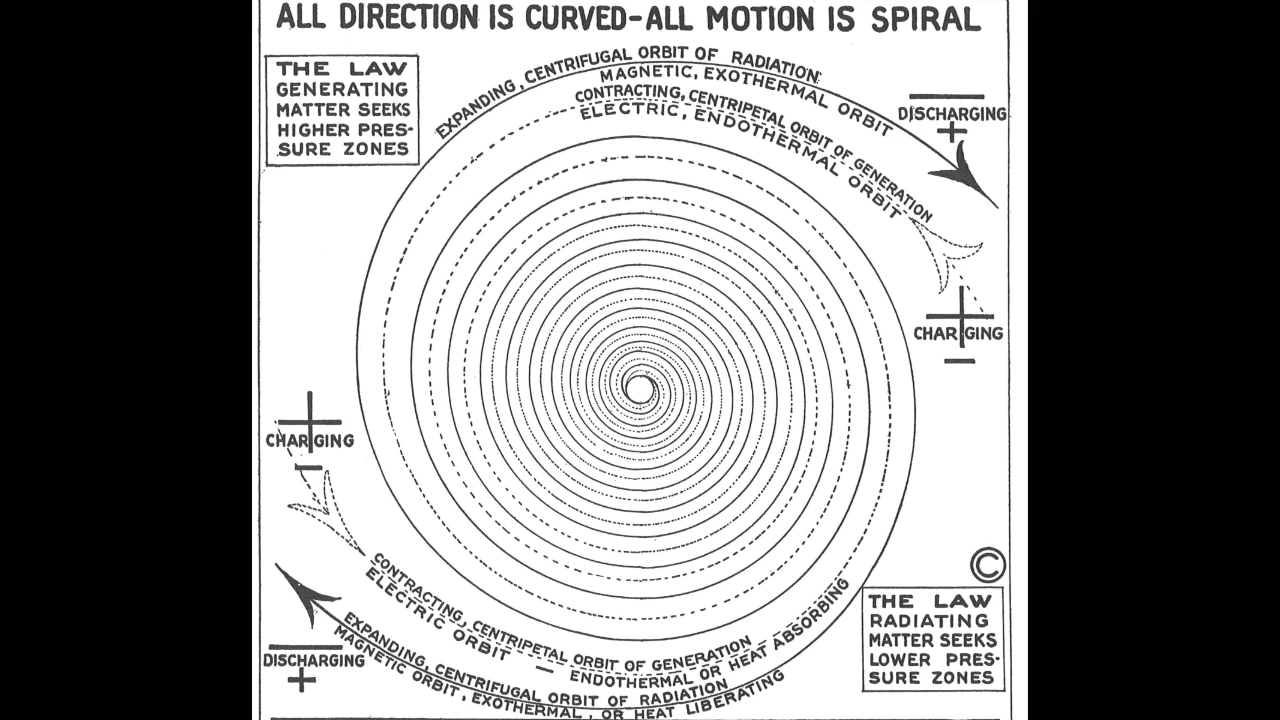 ALL DIRECTION IS CURVED-ALL MOTION IS SPIRAL
THE LAW
GENERATING
MATTER SEEKS
HIGHER PRES-
SURE ZONES
EXPANDING, CENTRIFUGAL ORBIT OF RADIATION:
MAGNETIC, EXOTHERMAL ORBIT
CONTRACTING, CENTRIPETAL ORBIT OF GENERATION
ELECTRIC, ENDOTHERMAL ORBIT
−
DISCHARGING
+
+
CHARGING
−
+
CHARGING
−
CONTRACTING, CENTRIPETAL ORBIT OF GENERATION
ELECTRIC ORBIT — ENDOTHERMAL OR HEAT ABSORBING
EXPANDING, CENTRIFUGAL ORBIT OF RADIATION
MAGNETIC ORBIT, EXOTHERMAL, OR HEAT LIBERATING
−
DISCHARGING
+
©
THE LAW
RADIATING
MATTER SEEKS
LOWER PRES-
SURE ZONES